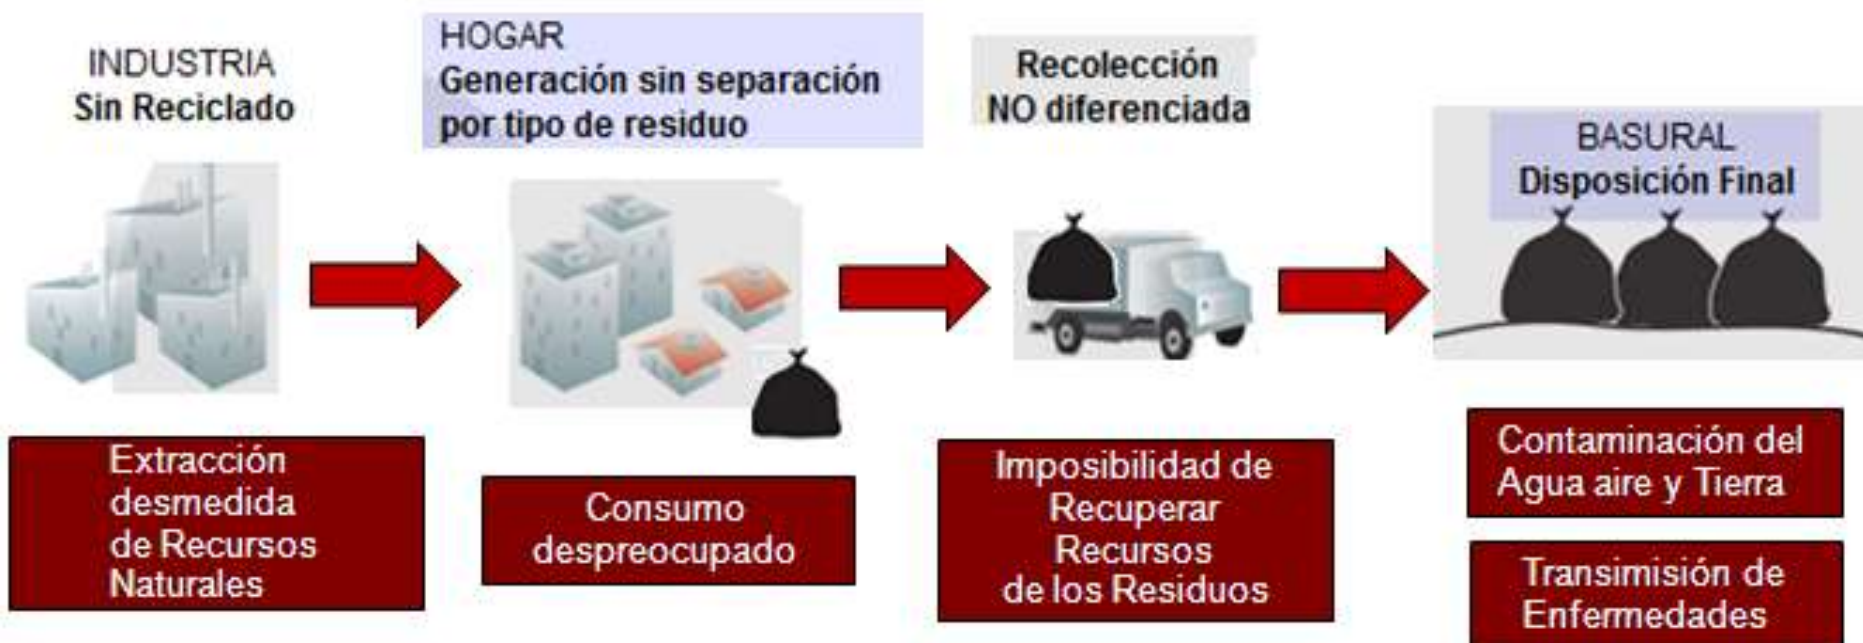 INDUSTRIA
Sin Reciclado
HOGAR
Generación sin separación
por tipo de residuo
Recolección
NO diferenciada
BASURAL
Disposición Final
Extracción
desmedida
de Recursos
Naturales
Consumo
despreocupado
Imposibilidad de
Recuperar
Recursos
de los Residuos
Contaminación del
Agua aire y Tierra
Transimisión de
Enfermedades